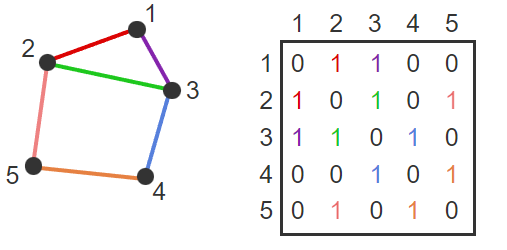 1
2
3
4
5
1 2 3 4 5
1 0 1 1 0 0
2 1 0 1 0 1
3 1 1 0 1 0
4 0 0 1 0 1
5 0 1 0 1 0